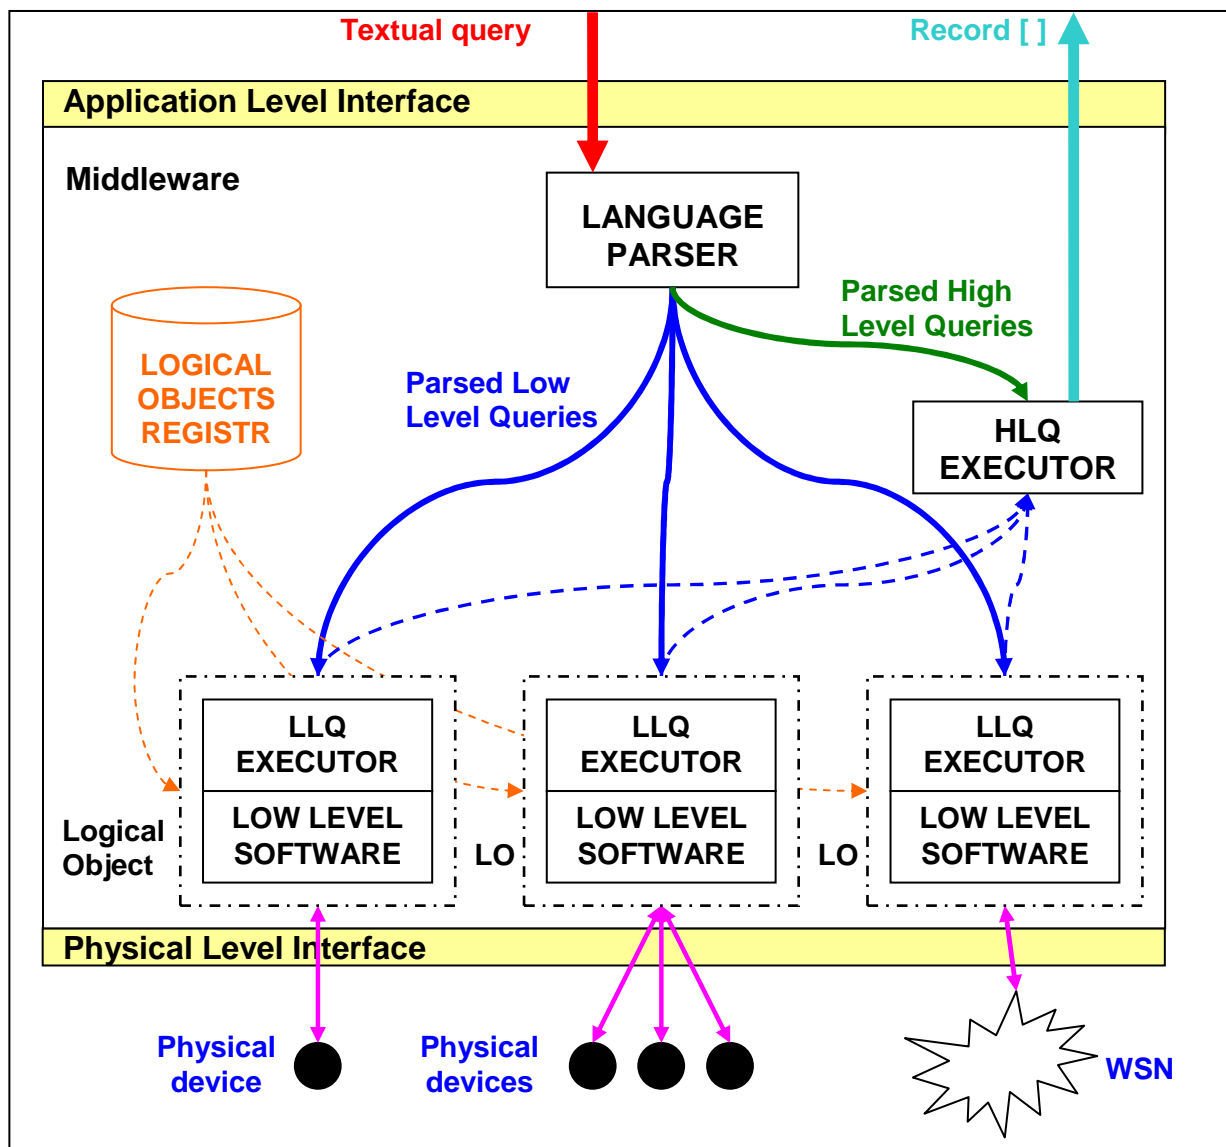 Textual query
Record [ ]
Application Level Interface
Middleware
LANGUAGE
PARSER
Parsed High
Level Queries
LOGICAL
OBJECTS
REGISTR
Parsed Low
Level Queries
HLQ
EXECUTOR
LLQ
EXECUTOR
LOW LEVEL
SOFTWARE
LLQ
EXECUTOR
LOW LEVEL
SOFTWARE
LLQ
EXECUTOR
LOW LEVEL
SOFTWARE
Logical
Object
LO
LO
Physical Level Interface
Physical
device
Physical
devices
WSN